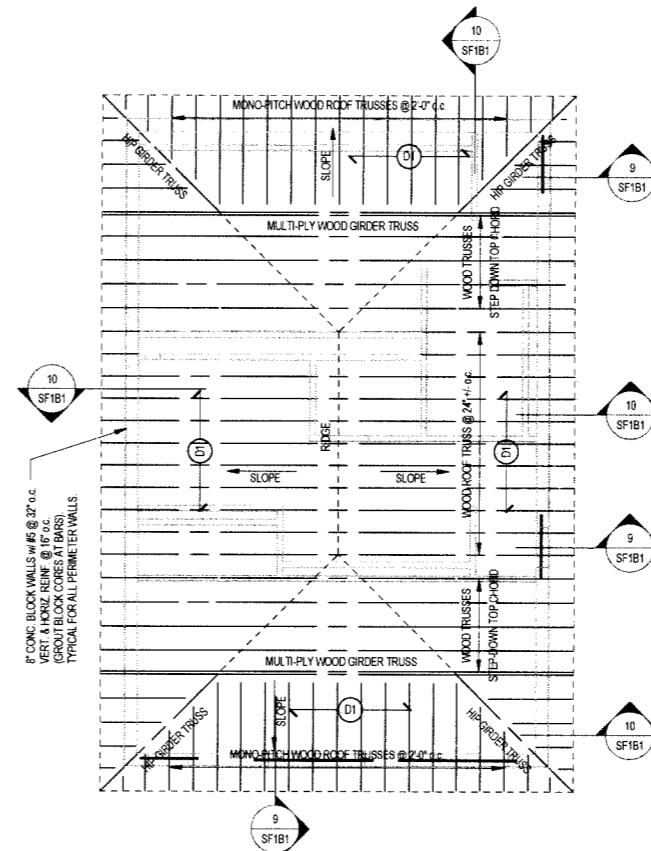 10
SF1B1
MONO-PITCH WOOD ROOF TRUSSES @ 2'-0" o.c.
HIP GIRDER TRUSS
SLOPE
D1
HIP GIRDER TRUSS
9
SF1B1
MULTI-PLY WOOD GIRDER TRUSS
WOOD TRUSSES
STEP DOWN TOP CHORD
10
SF1B1
8" CONC. BLOCK WALLS w/ #5 @ 32" o.c.
VERT. & HORIZ. REINF. @ 16" o.c.
(GROUT BLOCK CORES AT BARS).
TYPICAL FOR ALL PERIMETER WALLS.
D1
SLOPE
RIDGE
SLOPE
WOOD ROOF TRUSS @ 24" +/- o.c.
D1
10
SF1B1
9
SF1B1
WOOD TRUSSES
STEP-DOWN TOP CHORD
MULTI-PLY WOOD GIRDER TRUSS
HIP GIRDER TRUSS
SLOPE
D1
HIP GIRDER TRUSS
MONO-PITCH WOOD ROOF TRUSSES @ 2'-0" o.c.
10
SF1B1
9
SF1B1